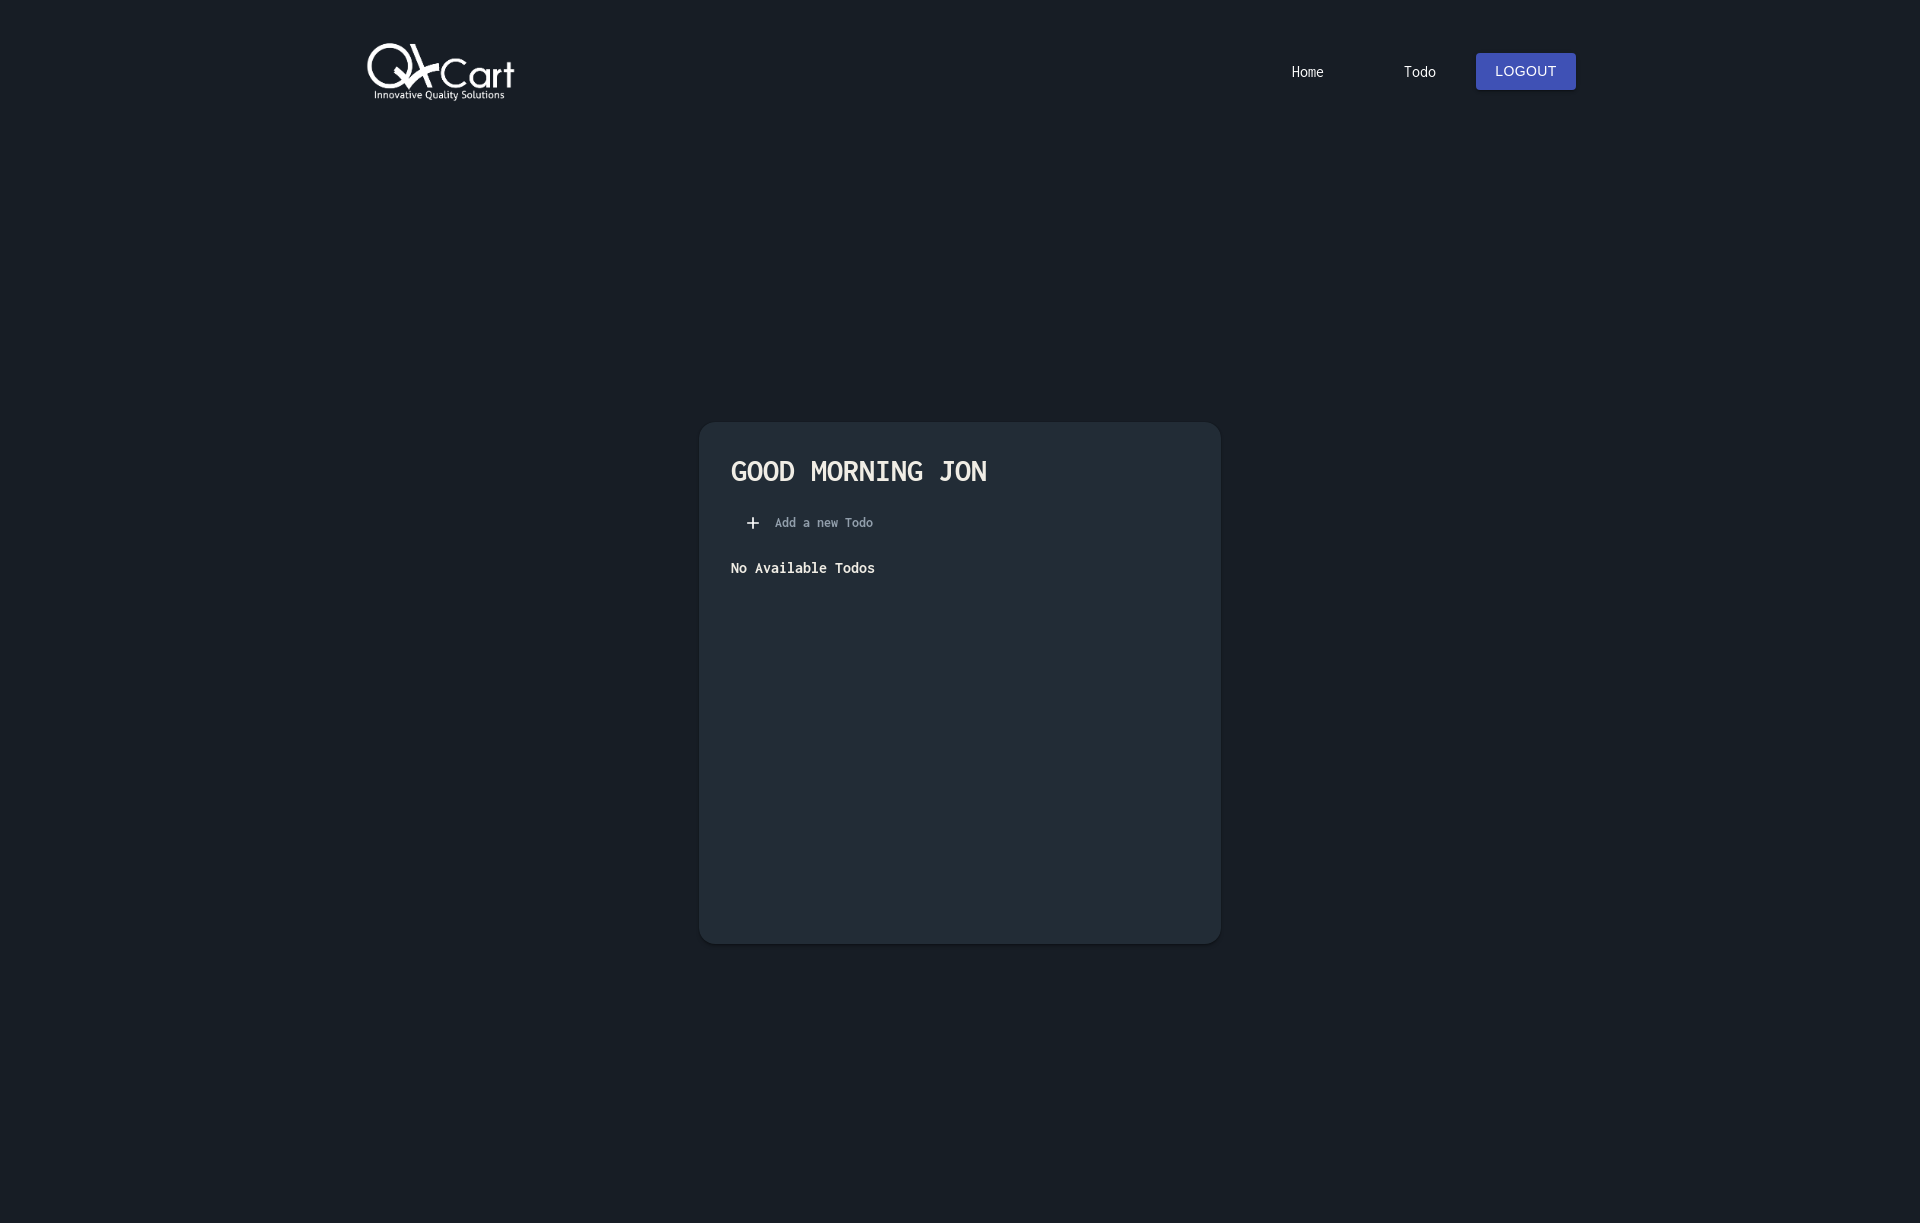 QACart
Innovative Quality Solutions
Home
Todo
LOGOUT
GOOD MORNING JON
Add a new Todo
No Available Todos